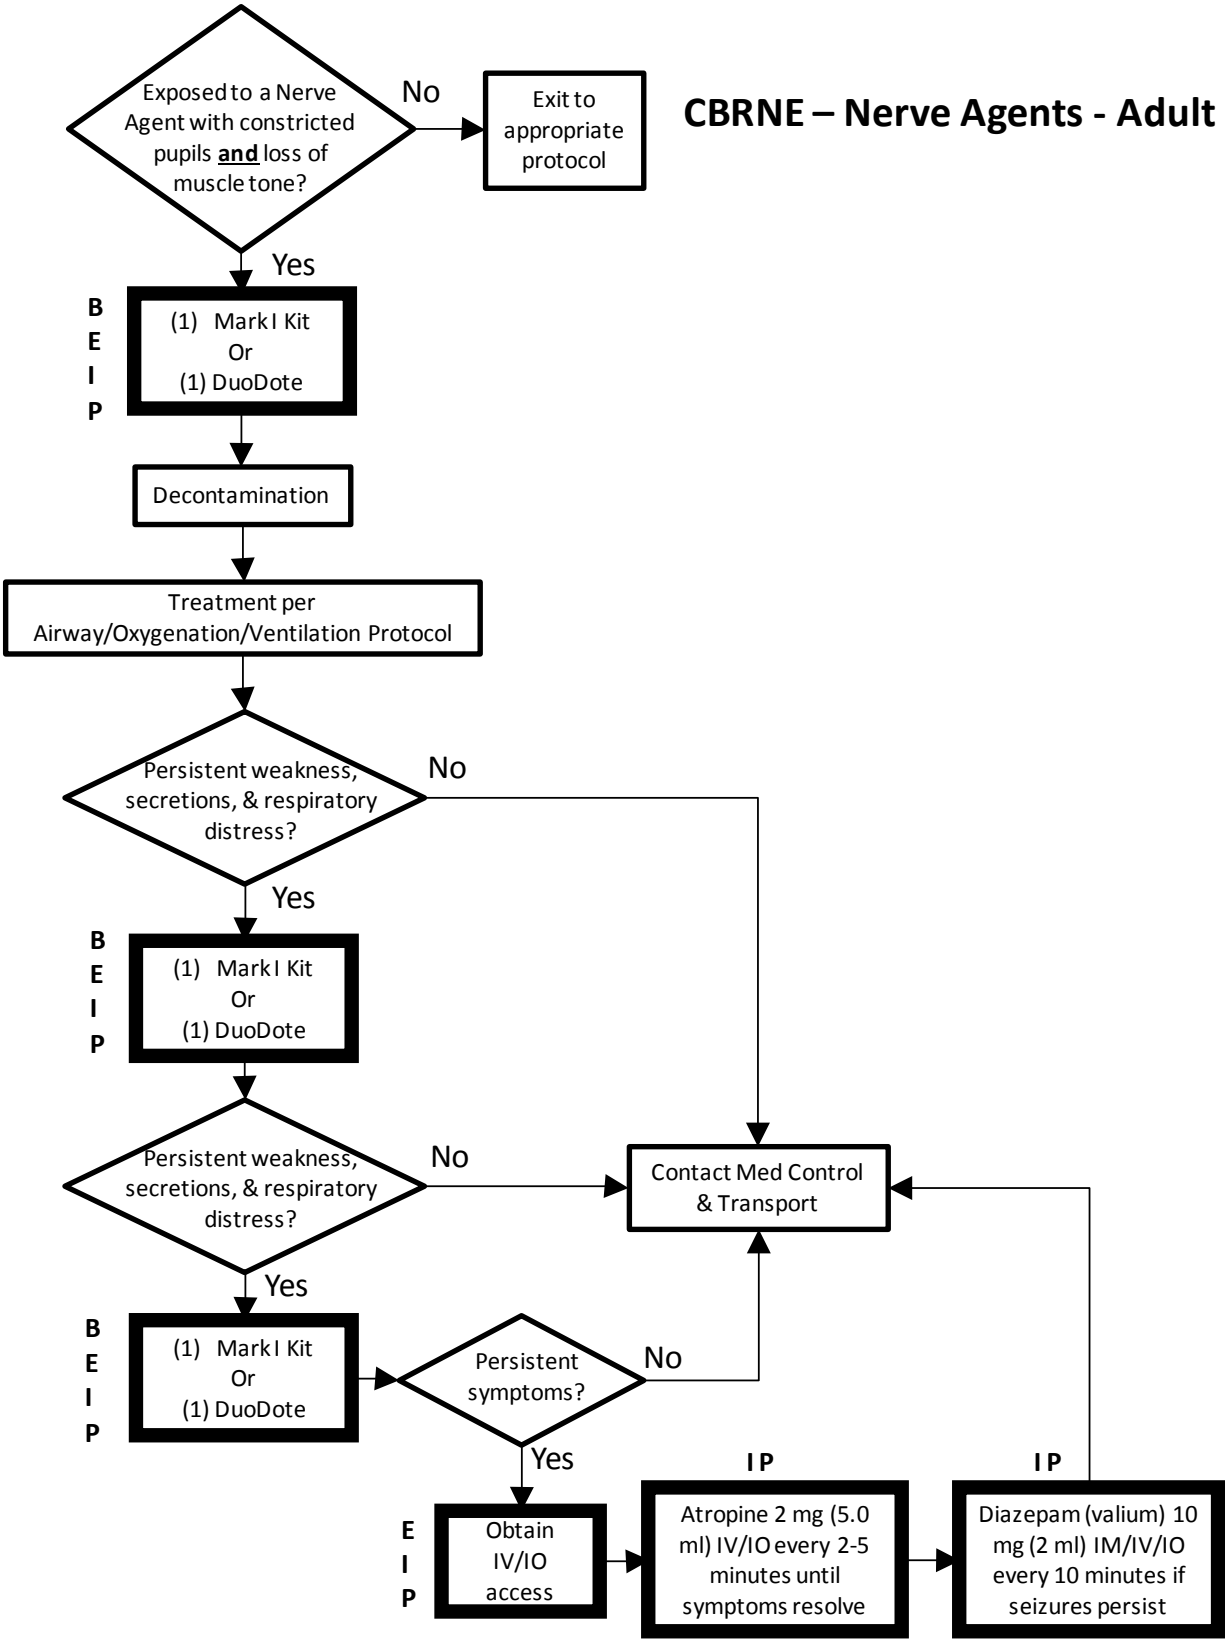 CBRNE – Nerve Agents - Adult
Exposed to a Nerve
Agent with constricted
pupils and loss of
muscle tone?
No
Exit to
appropriate
protocol
Yes
B
E
I
P
(1) Mark I Kit
Or
(1) DuoDote
Decontamination
Treatment per
Airway/Oxygenation/Ventilation Protocol
Persistent weakness,
secretions, & respiratory
distress?
No
Yes
B
E
I
P
(1) Mark I Kit
Or
(1) DuoDote
Persistent weakness,
secretions, & respiratory
distress?
No
Contact Med Control
& Transport
Yes
B
E
I
P
(1) Mark I Kit
Or
(1) DuoDote
Persistent
symptoms?
No
Yes
E
I
P
Obtain
IV/IO
access
I P
Atropine 2 mg (5.0
ml) IV/IO every 2-5
minutes until
symptoms resolve
I P
Diazepam (valium) 10
mg (2 ml) IM/IV/IO
every 10 minutes if
seizures persist